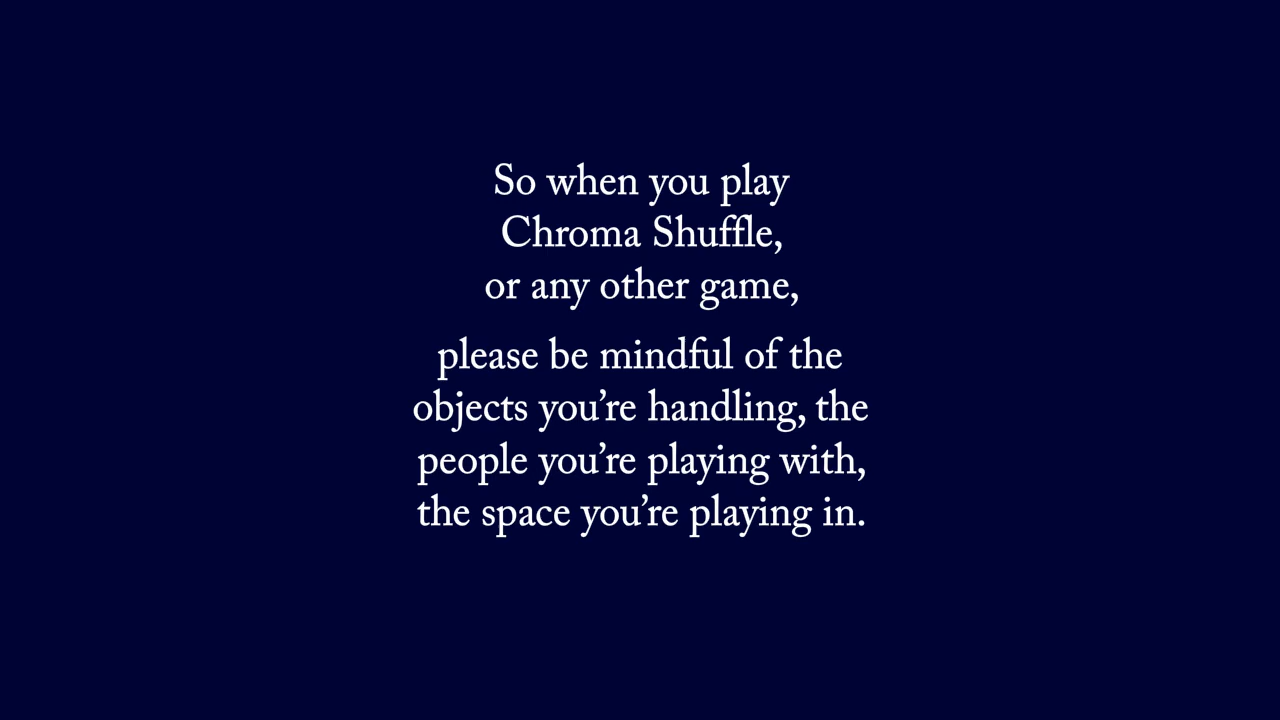 So when you play
Chroma Shuffle,
or any other game,
please be mindful of the
objects you’re handling, the
people you’re playing with,
the space you’re playing in.